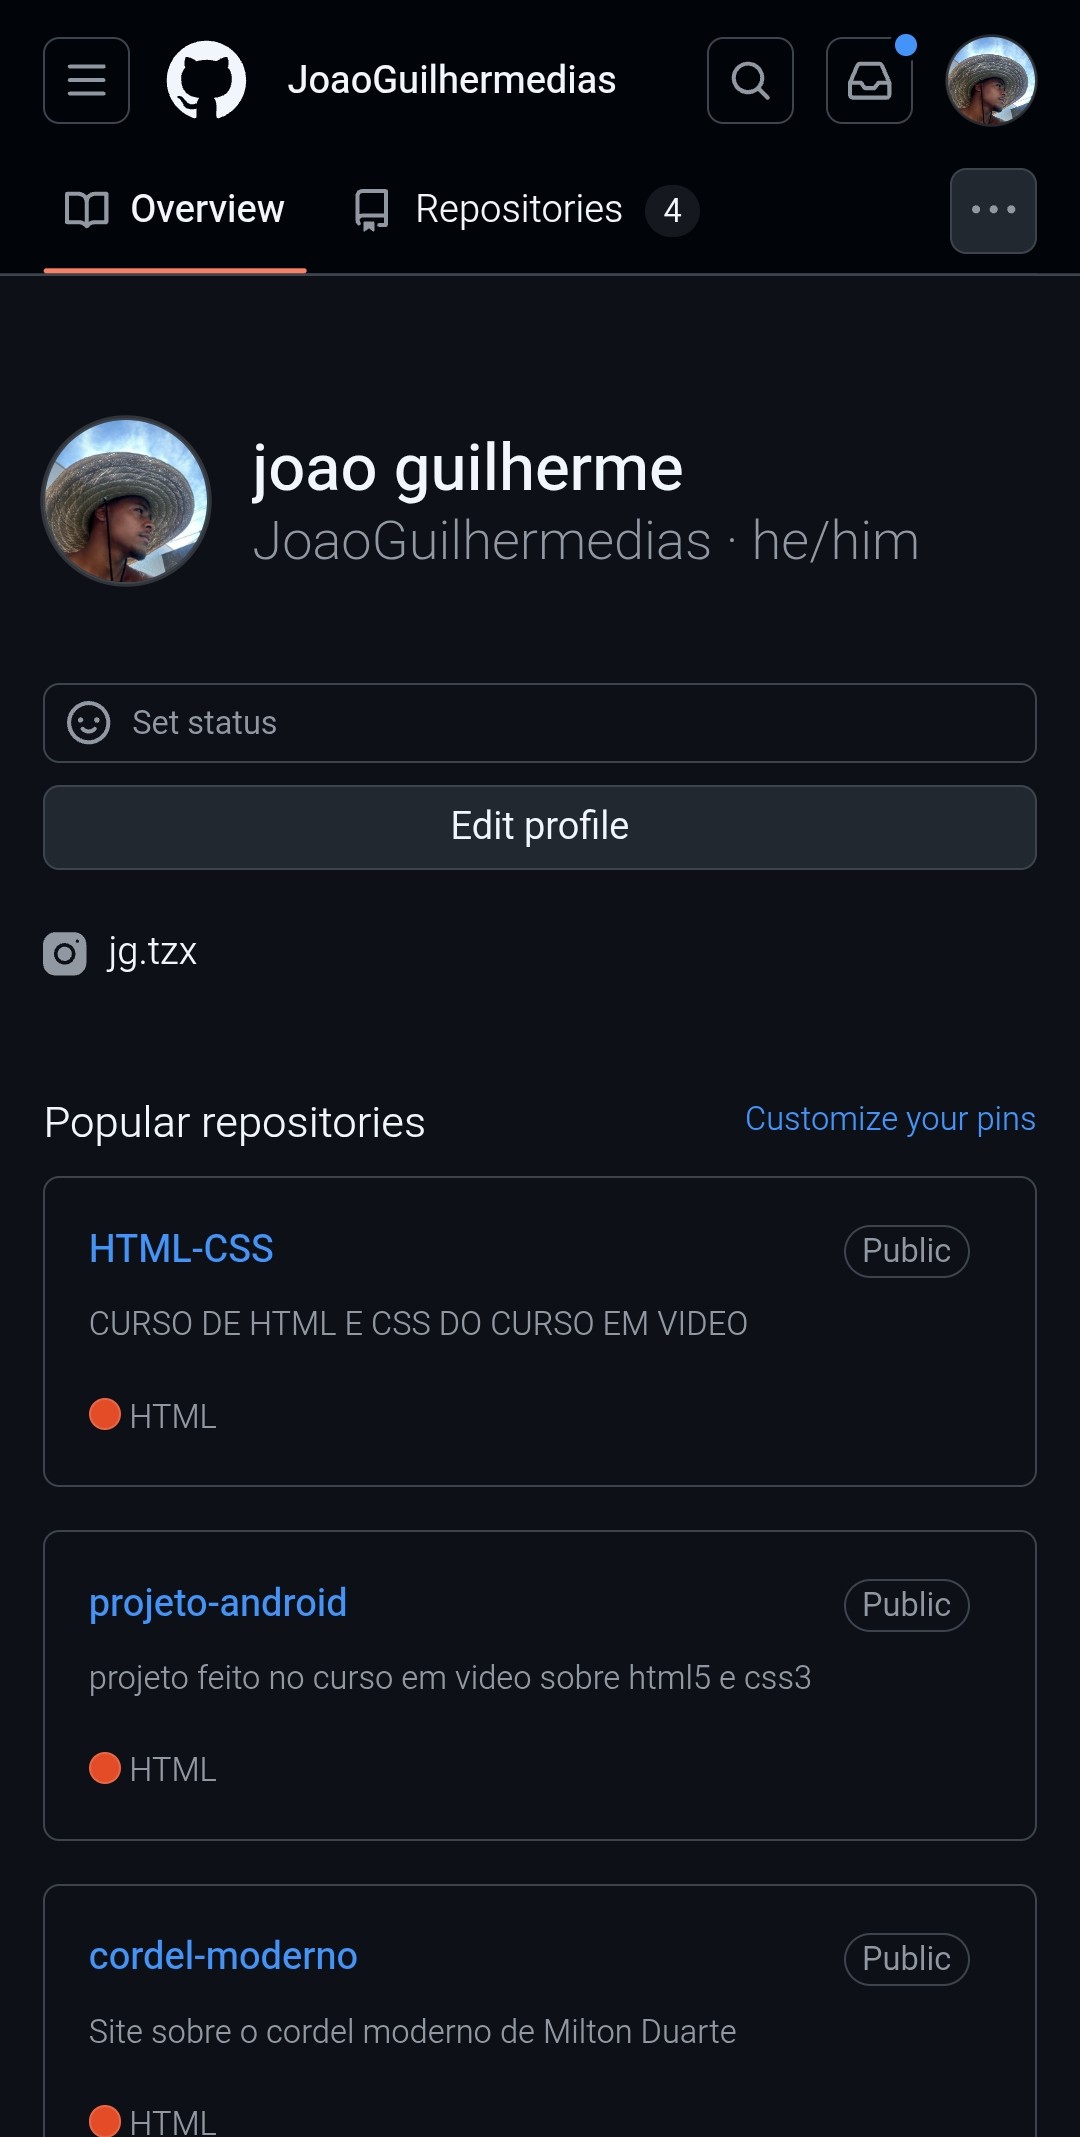 JoaoGuilhermedias
Overview
Repositories 4
joao guilherme
JoaoGuilhermedias · he/him
Set status
Edit profile
jg.tzx
Popular repositories
Customize your pins
HTML-CSS
Public
CURSO DE HTML E CSS DO CURSO EM VIDEO
HTML
projeto-android
Public
projeto feito no curso em video sobre html5 e css3
HTML
cordel-moderno
Public
Site sobre o cordel moderno de Milton Duarte
HTML